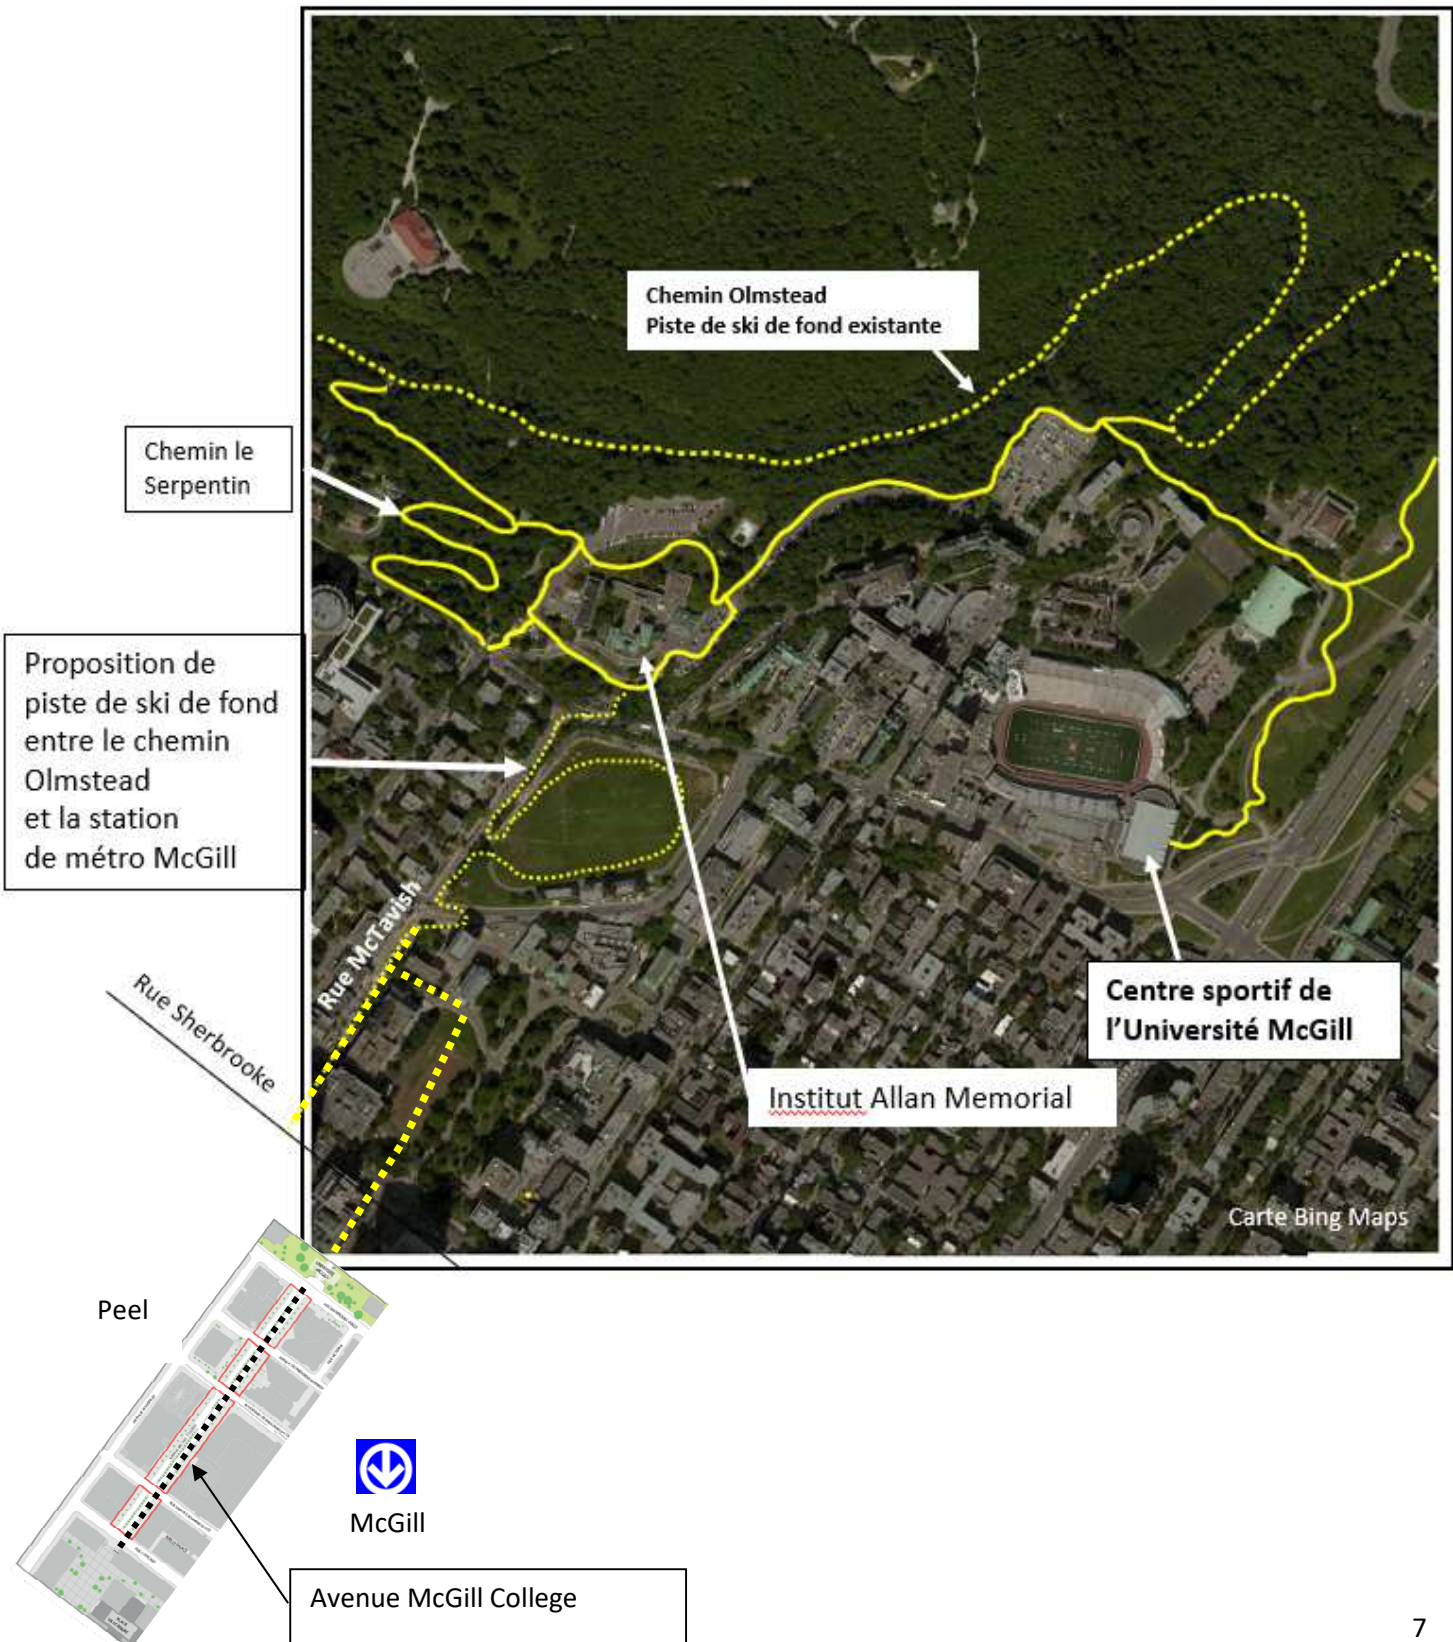 Chemin Olmstead
Piste de ski de fond existante
Chemin le
Serpentin
Proposition de
piste de ski de fond
entre le chemin
Olmstead
et la station
de métro McGill
Rue McTavish
Rue Sherbrooke
Centre sportif de
l'Université McGill
Institut Allan Memorial
Carte Bing Maps
Peel
McGill
Avenue McGill College
7